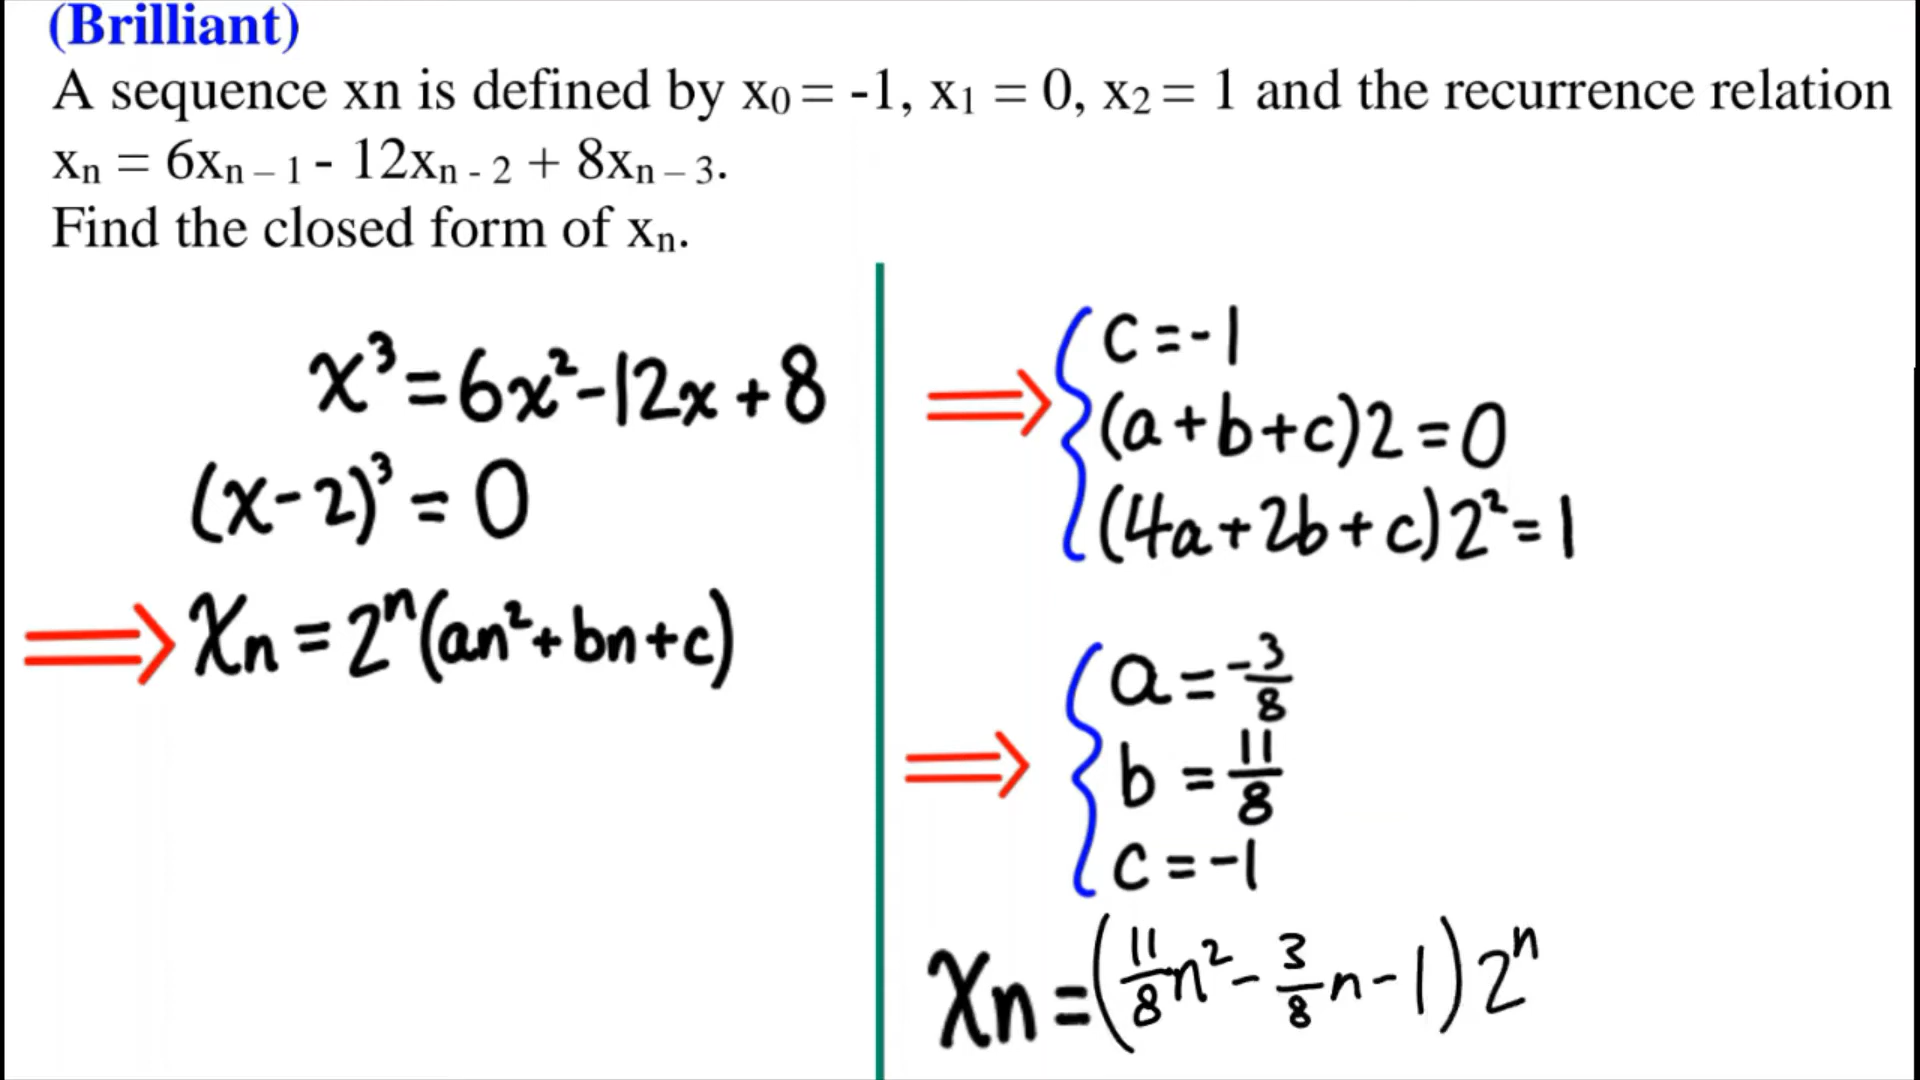 (Brilliant)
A sequence xn is defined by x₀ = -1, x₁ = 0, x₂ = 1 and the recurrence relation
xₙ = 6xₙ₋₁ - 12xₙ₋₂ + 8xₙ₋₃.
Find the closed form of xₙ.
x³ = 6x² - 12x + 8
(x - 2)³ = 0
⟹ xₙ = 2ⁿ(an² + bn + c)
⟹ { c = -1
(a + b + c)2 = 0
(4a + 2b + c)2² = 1
⟹ { a = -3/8
b = 11/8
c = -1
xₙ = (11/8 n² - 3/8 n - 1) 2ⁿ